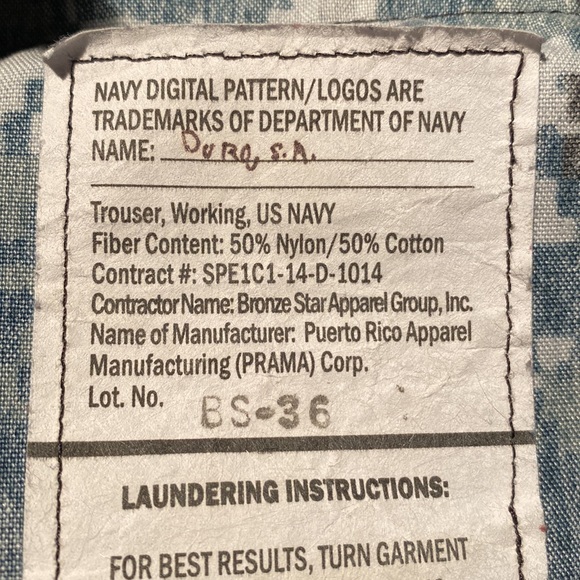 NAVY DIGITAL PATTERN/LOGOS ARE
TRADEMARKS OF DEPARTMENT OF NAVY
NAME: DURO, S.A.
Trouser, Working, US NAVY
Fiber Content: 50% Nylon/50% Cotton
Contract #: SPE1C1-14-D-1014
Contractor Name: Bronze Star Apparel Group, Inc.
Name of Manufacturer: Puerto Rico Apparel
Manufacturing (PRAMA) Corp.
Lot. No. BS-36
LAUNDERING INSTRUCTIONS:
FOR BEST RESULTS, TURN GARMENT